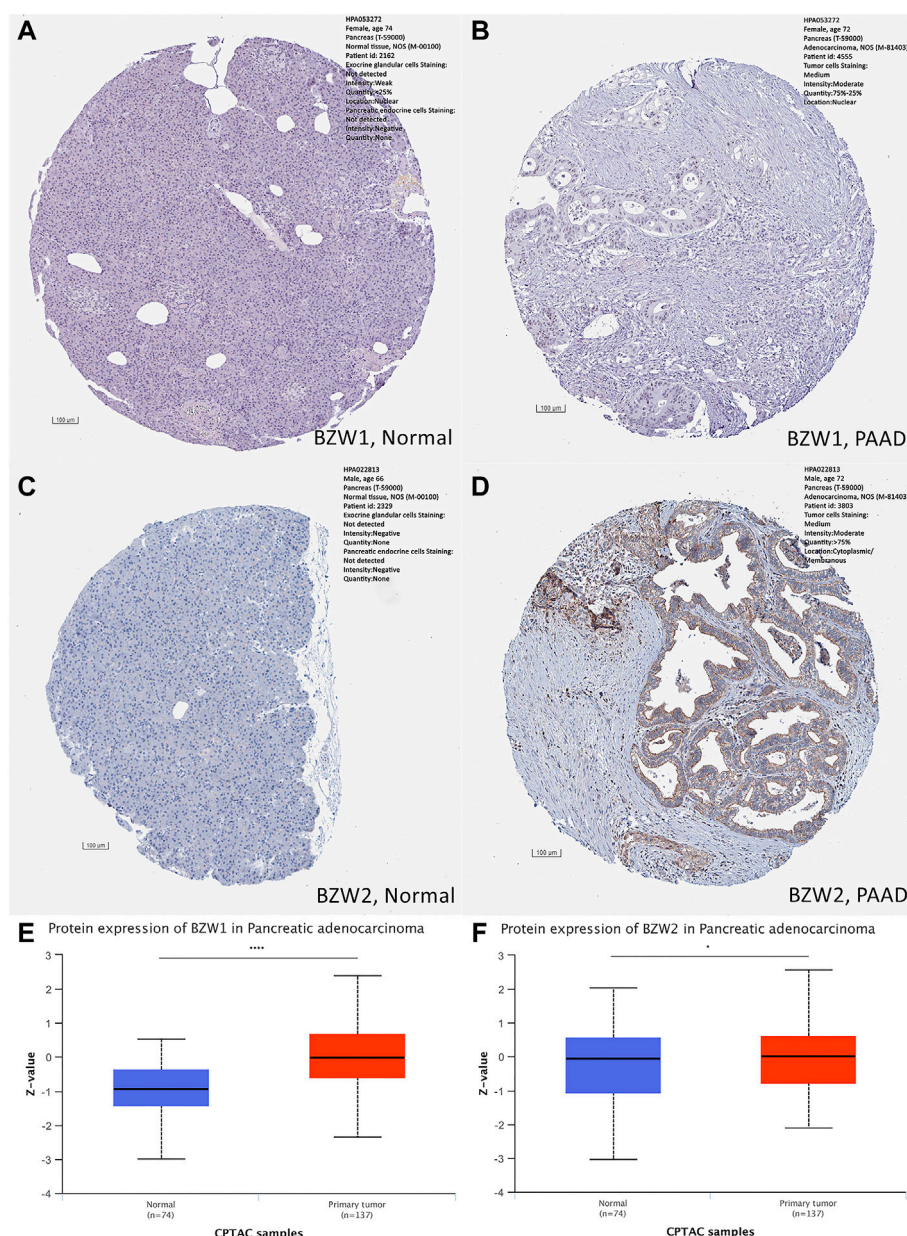 A
HPA053272
Female, age 74
Pancreas (T-59000)
Normal tissue, NOS (M-00100)
Patient id: 2162
Exocrine glandular cells Staining:
Not detected
Intensity:Weak
Quantity:<25%
Location:Nuclear
Pancreatic endocrine cells Staining:
Not detected
Intensity:Negative
Quantity:None
100 µm
BZW1, Normal
B
HPA053272
Female, age 72
Pancreas (T-59000)
Adenocarcinoma, NOS (M-81403)
Patient id: 4555
Tumor cells Staining:
Medium
Intensity:Moderate
Quantity:75%-25%
Location:Nuclear
100 µm
BZW1, PAAD
C
HPA022813
Male, age 66
Pancreas (T-59000)
Normal tissue, NOS (M-00100)
Patient id: 2329
Exocrine glandular cells Staining:
Not detected
Intensity:Negative
Quantity:None
Pancreatic endocrine cells Staining:
Not detected
Intensity:Negative
Quantity:None
100 µm
BZW2, Normal
D
HPA022813
Male, age 72
Pancreas (T-59000)
Adenocarcinoma, NOS (M-81403)
Patient id: 3803
Tumor cells Staining:
Medium
Intensity:Moderate
Quantity:>75%
Location:Cytoplasmic/
Membranous
100 µm
BZW2, PAAD
E
Protein expression of BZW1 in Pancreatic adenocarcinoma
****
3
2
1
0
-1
-2
-3
-4
Z-value
Normal
(n=74)
Primary tumor
(n=137)
CPTAC samples
F
Protein expression of BZW2 in Pancreatic adenocarcinoma
*
3
2
1
0
-1
-2
-3
-4
Z-value
Normal
(n=74)
Primary tumor
(n=137)
CPTAC samples